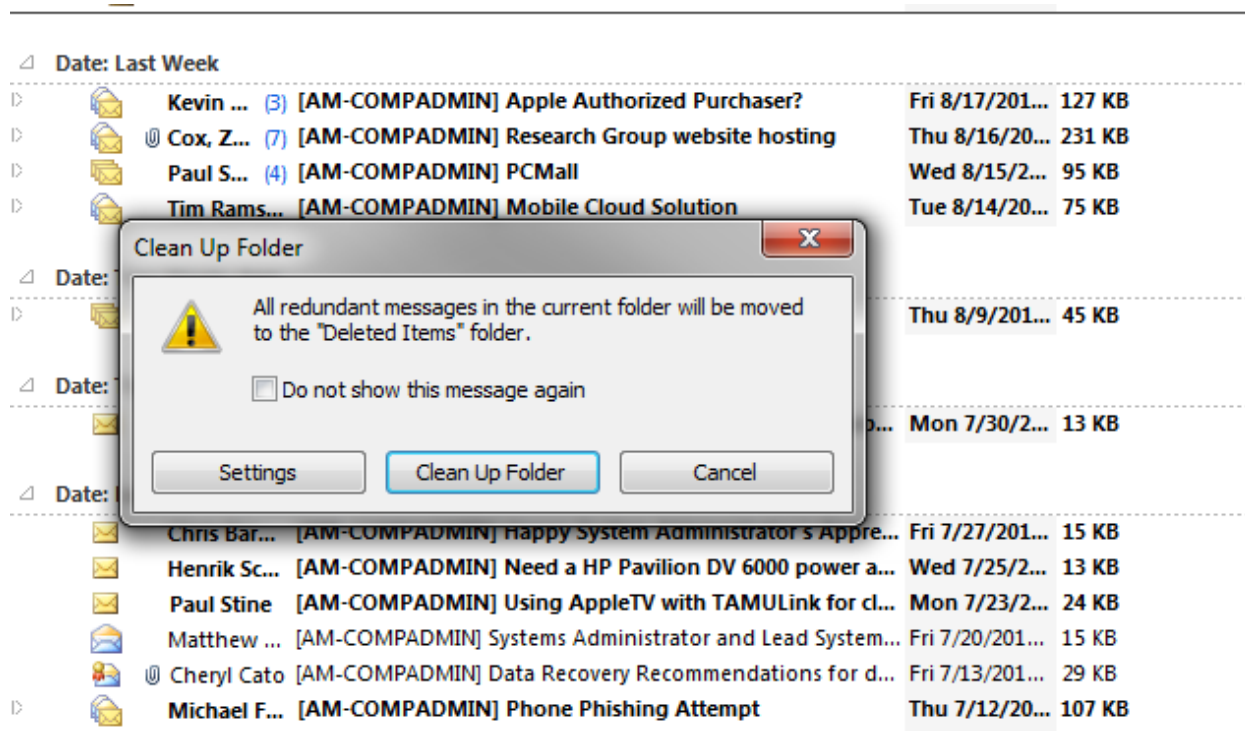 Date: Last Week
Kevin ... (3) [AM-COMPADMIN] Apple Authorized Purchaser? Fri 8/17/201... 127 KB
Cox, Z... (7) [AM-COMPADMIN] Research Group website hosting Thu 8/16/20... 231 KB
Paul S... (4) [AM-COMPADMIN] PCMall Wed 8/15/2... 95 KB
Tim Rams... [AM-COMPADMIN] Mobile Cloud Solution Tue 8/14/20... 75 KB
Clean Up Folder
Date:
All redundant messages in the current folder will be moved
to the "Deleted Items" folder.
Thu 8/9/201... 45 KB
Do not show this message again
Date:
Mon 7/30/2... 13 KB
Settings Clean Up Folder Cancel
Date:
Chris Bar... [AM-COMPADMIN] Happy System Administrator's Appre... Fri 7/27/201... 15 KB
Henrik Sc... [AM-COMPADMIN] Need a HP Pavilion DV 6000 power a... Wed 7/25/2... 13 KB
Paul Stine [AM-COMPADMIN] Using AppleTV with TAMULink for cl... Mon 7/23/2... 24 KB
Matthew ... [AM-COMPADMIN] Systems Administrator and Lead System... Fri 7/20/201... 15 KB
Cheryl Cato [AM-COMPADMIN] Data Recovery Recommendations for d... Fri 7/13/201... 29 KB
Michael F... [AM-COMPADMIN] Phone Phishing Attempt Thu 7/12/20... 107 KB